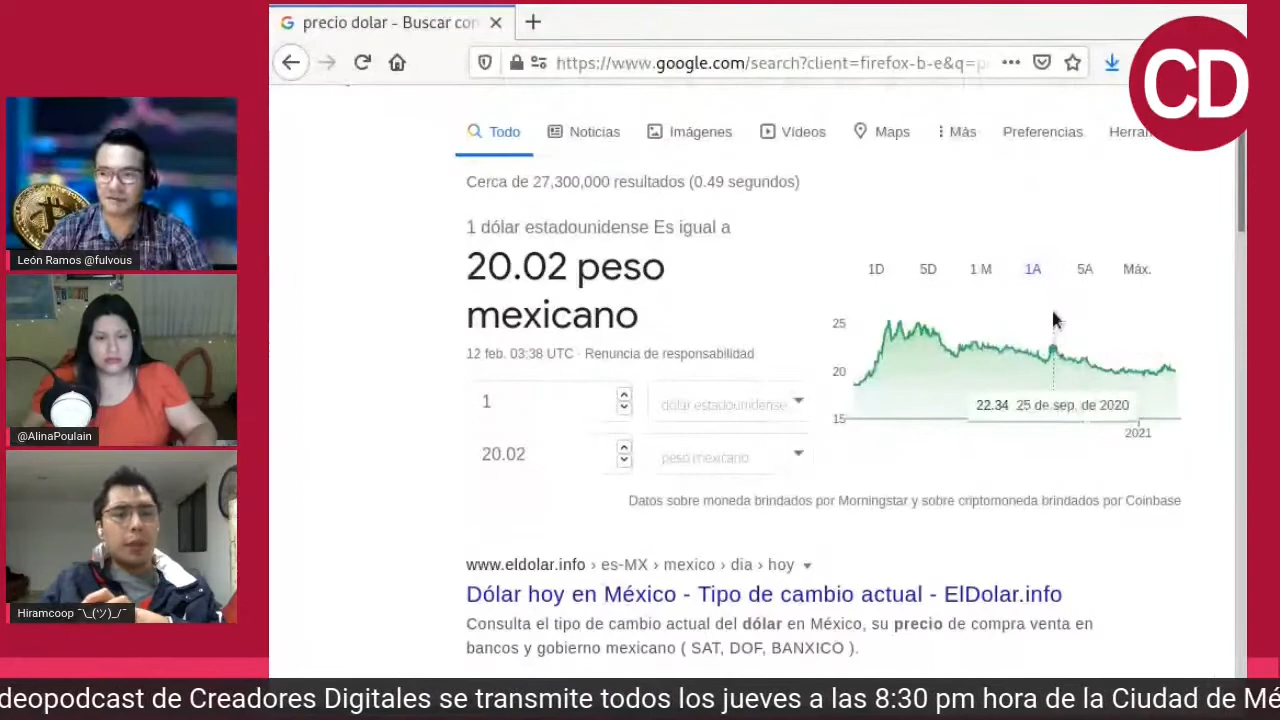 precio dolar - Buscar con
https://www.google.com/search?client=firefox-b-e&q=p
CD
Todo Noticias Imágenes Vídeos Maps Más Preferencias Herran
Cerca de 27,300,000 resultados (0.49 segundos)
1 dólar estadounidense Es igual a
20.02 peso
mexicano
12 feb. 03:38 UTC · Renuncia de responsabilidad
1 dólar estadounidense
20.02 peso mexicano
1D 5D 1 M 1A 5A Máx.
25
20
15
22.34 25 de sep. de 2020
2021
Datos sobre moneda brindados por Morningstar y sobre criptomoneda brindados por Coinbase
www.eldolar.info › es-MX › mexico › dia › hoy
Dólar hoy en México - Tipo de cambio actual - ElDolar.info
Consulta el tipo de cambio actual del dólar en México, su precio de compra venta en
bancos y gobierno mexicano ( SAT, DOF, BANXICO ).
León Ramos @fulvous
@AlinaPoulain
Hiramcoop ¯\_(ツ)_/¯
deopodcast de Creadores Digitales se transmite todos los jueves a las 8:30 pm hora de la Ciudad de Mé